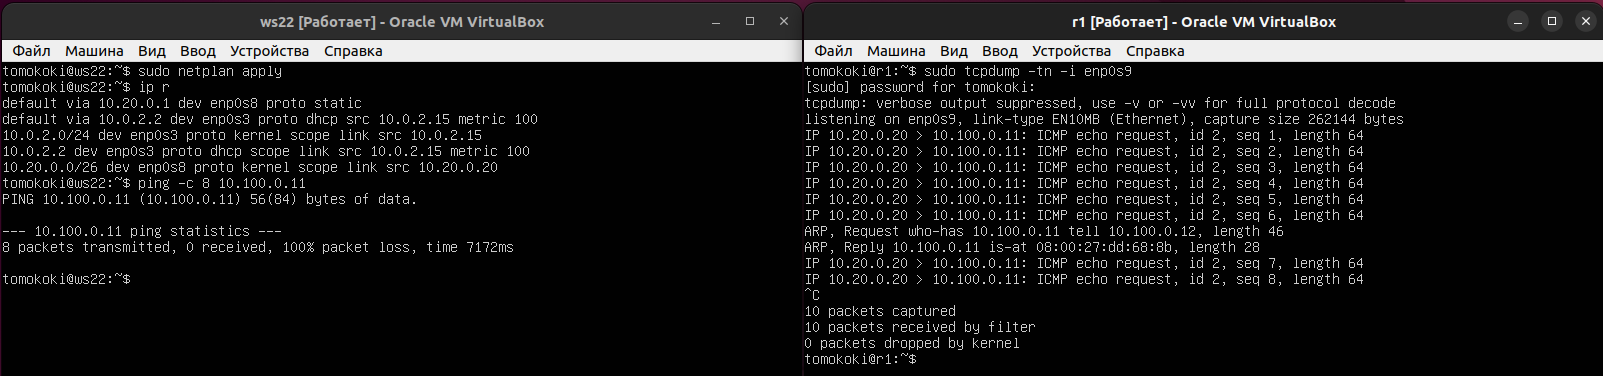 ws22 [Работает] - Oracle VM VirtualBox
Файл Машина Вид Ввод Устройства Справка
tomokoki@ws22:~$ sudo netplan apply
tomokoki@ws22:~$ ip r
default via 10.20.0.1 dev enp0s8 proto static
default via 10.0.2.2 dev enp0s3 proto dhcp src 10.0.2.15 metric 100
10.0.2.0/24 dev enp0s3 proto kernel scope link src 10.0.2.15
10.0.2.2 dev enp0s3 proto dhcp scope link src 10.0.2.15 metric 100
10.20.0.0/26 dev enp0s8 proto kernel scope link src 10.20.0.20
tomokoki@ws22:~$ ping -c 8 10.100.0.11
PING 10.100.0.11 (10.100.0.11) 56(84) bytes of data.
--- 10.100.0.11 ping statistics ---
8 packets transmitted, 0 received, 100% packet loss, time 7172ms
tomokoki@ws22:~$
r1 [Работает] - Oracle VM VirtualBox
Файл Машина Вид Ввод Устройства Справка
tomokoki@r1:~$ sudo tcpdump -tn -i enp0s9
[sudo] password for tomokoki:
tcpdump: verbose output suppressed, use -v or -vv for full protocol decode
listening on enp0s9, link-type EN10MB (Ethernet), capture size 262144 bytes
IP 10.20.0.20 > 10.100.0.11: ICMP echo request, id 2, seq 1, length 64
IP 10.20.0.20 > 10.100.0.11: ICMP echo request, id 2, seq 2, length 64
IP 10.20.0.20 > 10.100.0.11: ICMP echo request, id 2, seq 3, length 64
IP 10.20.0.20 > 10.100.0.11: ICMP echo request, id 2, seq 4, length 64
IP 10.20.0.20 > 10.100.0.11: ICMP echo request, id 2, seq 5, length 64
IP 10.20.0.20 > 10.100.0.11: ICMP echo request, id 2, seq 6, length 64
ARP, Request who-has 10.100.0.11 tell 10.100.0.12, length 46
ARP, Reply 10.100.0.11 is-at 08:00:27:dd:68:8b, length 28
IP 10.20.0.20 > 10.100.0.11: ICMP echo request, id 2, seq 7, length 64
IP 10.20.0.20 > 10.100.0.11: ICMP echo request, id 2, seq 8, length 64
^C
10 packets captured
10 packets received by filter
0 packets dropped by kernel
tomokoki@r1:~$